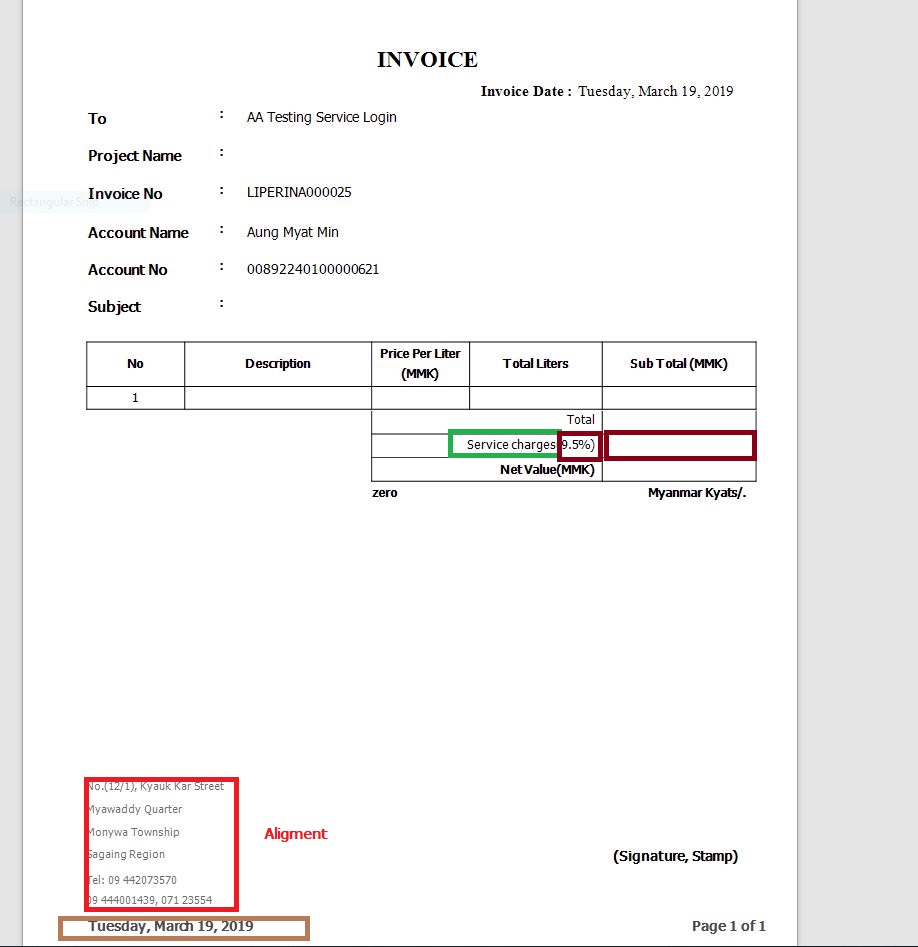 INVOICE
Invoice Date : Tuesday, March 19, 2019
To : AA Testing Service Login
Project Name :
Rectangular Snip
Invoice No : LIPERINA000025
Account Name : Aung Myat Min
Account No : 00892240100000621
Subject :
No Description Price Per Liter (MMK) Total Liters Sub Total (MMK)
1
Total
Service charges(9.5%)
Net Value(MMK)
zero Myanmar Kyats/.
No.(12/1), Kyauk Kar Street
Myawaddy Quarter
Monywa Township
Aligment
Sagaing Region
(Signature, Stamp)
Tel: 09 442073570
09 444001439, 071 23554
Tuesday, March 19, 2019 Page 1 of 1